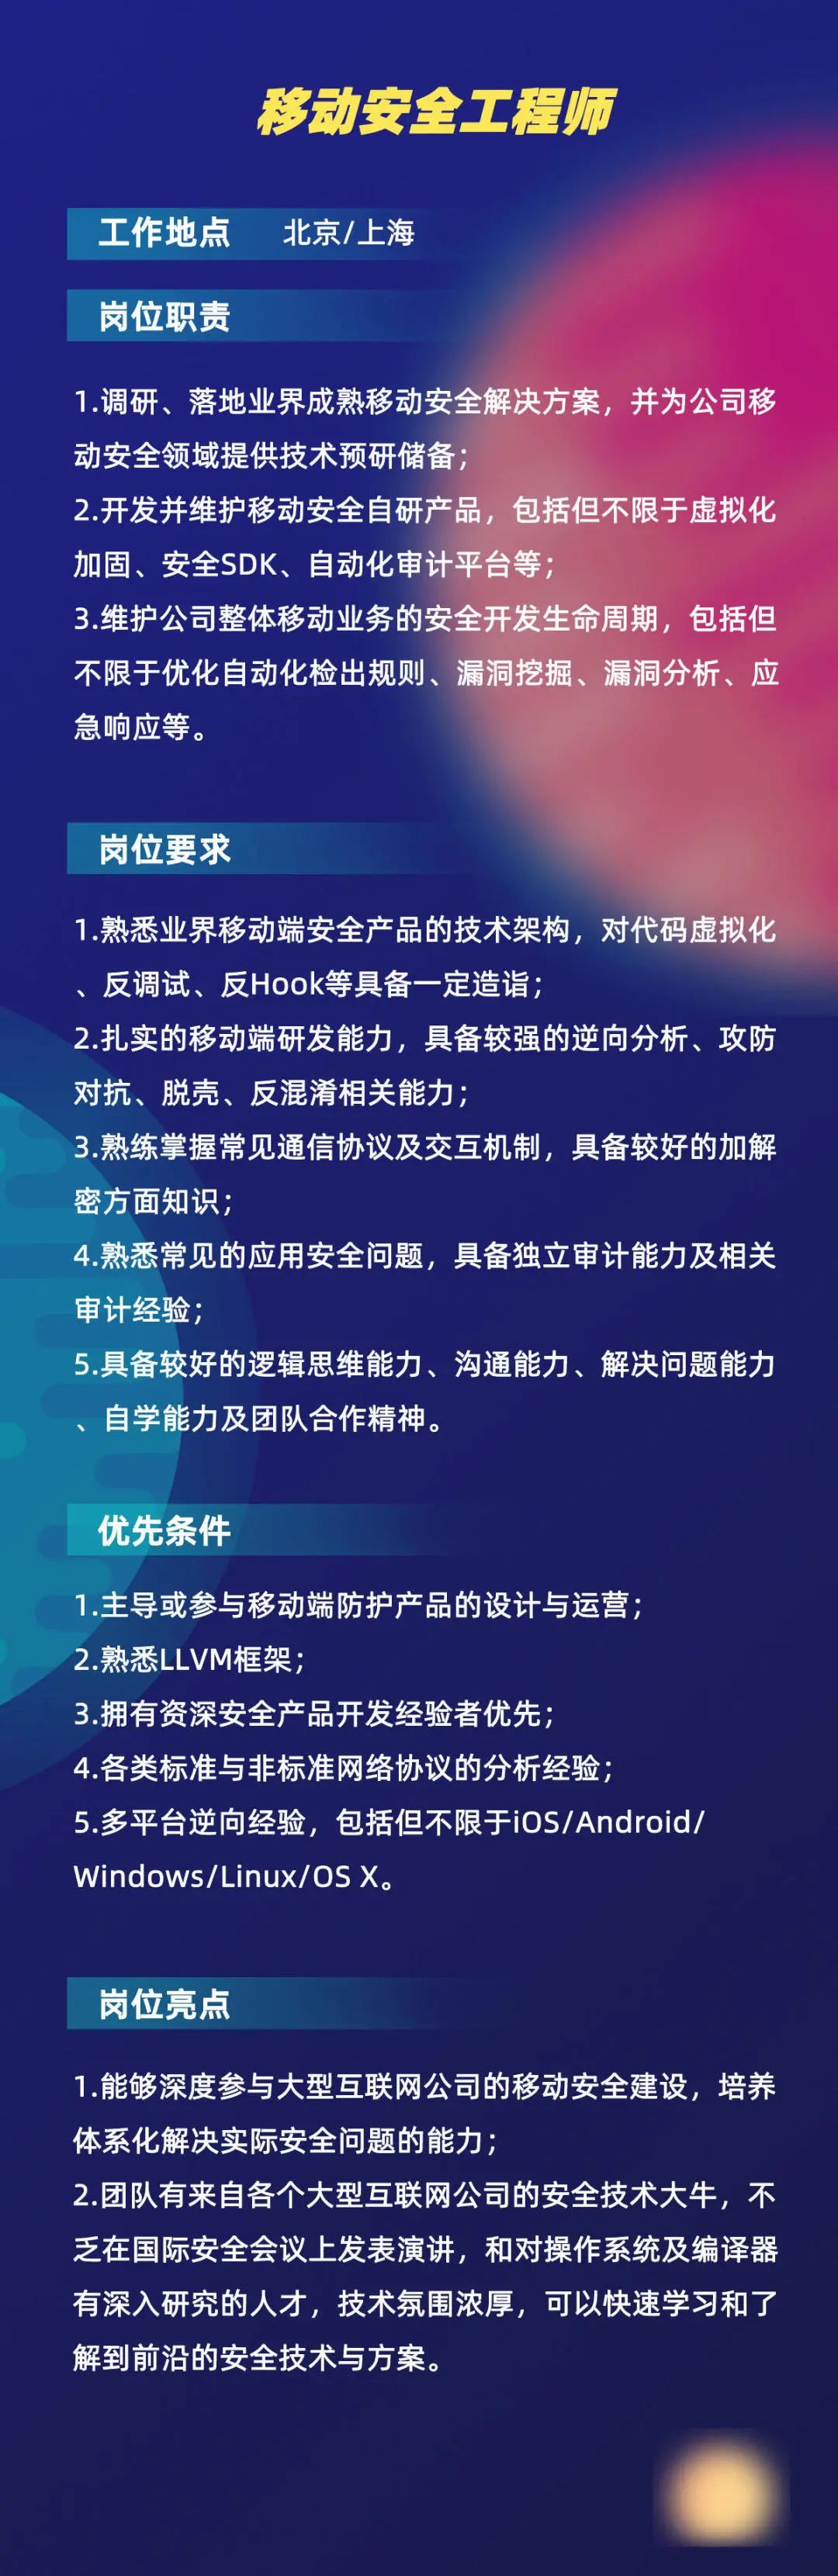 移动安全工程师
工作地点 北京/上海
岗位职责
1.调研、落地业界成熟移动安全解决方案，并为公司移
动安全领域提供技术预研储备；
2.开发并维护移动安全自研产品，包括但不限于虚拟化
加固、安全SDK、自动化审计平台等；
3.维护公司整体移动业务的安全开发生命周期，包括但
不限于优化自动化检出规则、漏洞挖掘、漏洞分析、应
急响应等。
岗位要求
1.熟悉业界移动端安全产品的技术架构，对代码虚拟化
、反调试、反Hook等具备一定造诣；
2.扎实的移动端研发能力，具备较强的逆向分析、攻防
对抗、脱壳、反混淆相关能力；
3.熟练掌握常见通信协议及交互机制，具备较好的加解
密方面知识；
4.熟悉常见的应用安全问题，具备独立审计能力及相关
审计经验；
5.具备较好的逻辑思维能力、沟通能力、解决问题能力
、自学能力及团队合作精神。
优先条件
1.主导或参与移动端防护产品的设计与运营；
2.熟悉LLVM框架；
3.拥有资深安全产品开发经验者优先；
4.各类标准与非标准网络协议的分析经验；
5.多平台逆向经验，包括但不限于iOS/Android/
Windows/Linux/OS X。
岗位亮点
1.能够深度参与大型互联网公司的移动安全建设，培养
体系化解决实际安全问题的能力；
2.团队有来自各个大型互联网公司的安全技术大牛，不
乏在国际安全会议上发表演讲，和对操作系统及编译器
有深入研究的人才，技术氛围浓厚，可以快速学习和了
解到前沿的安全技术与方案。